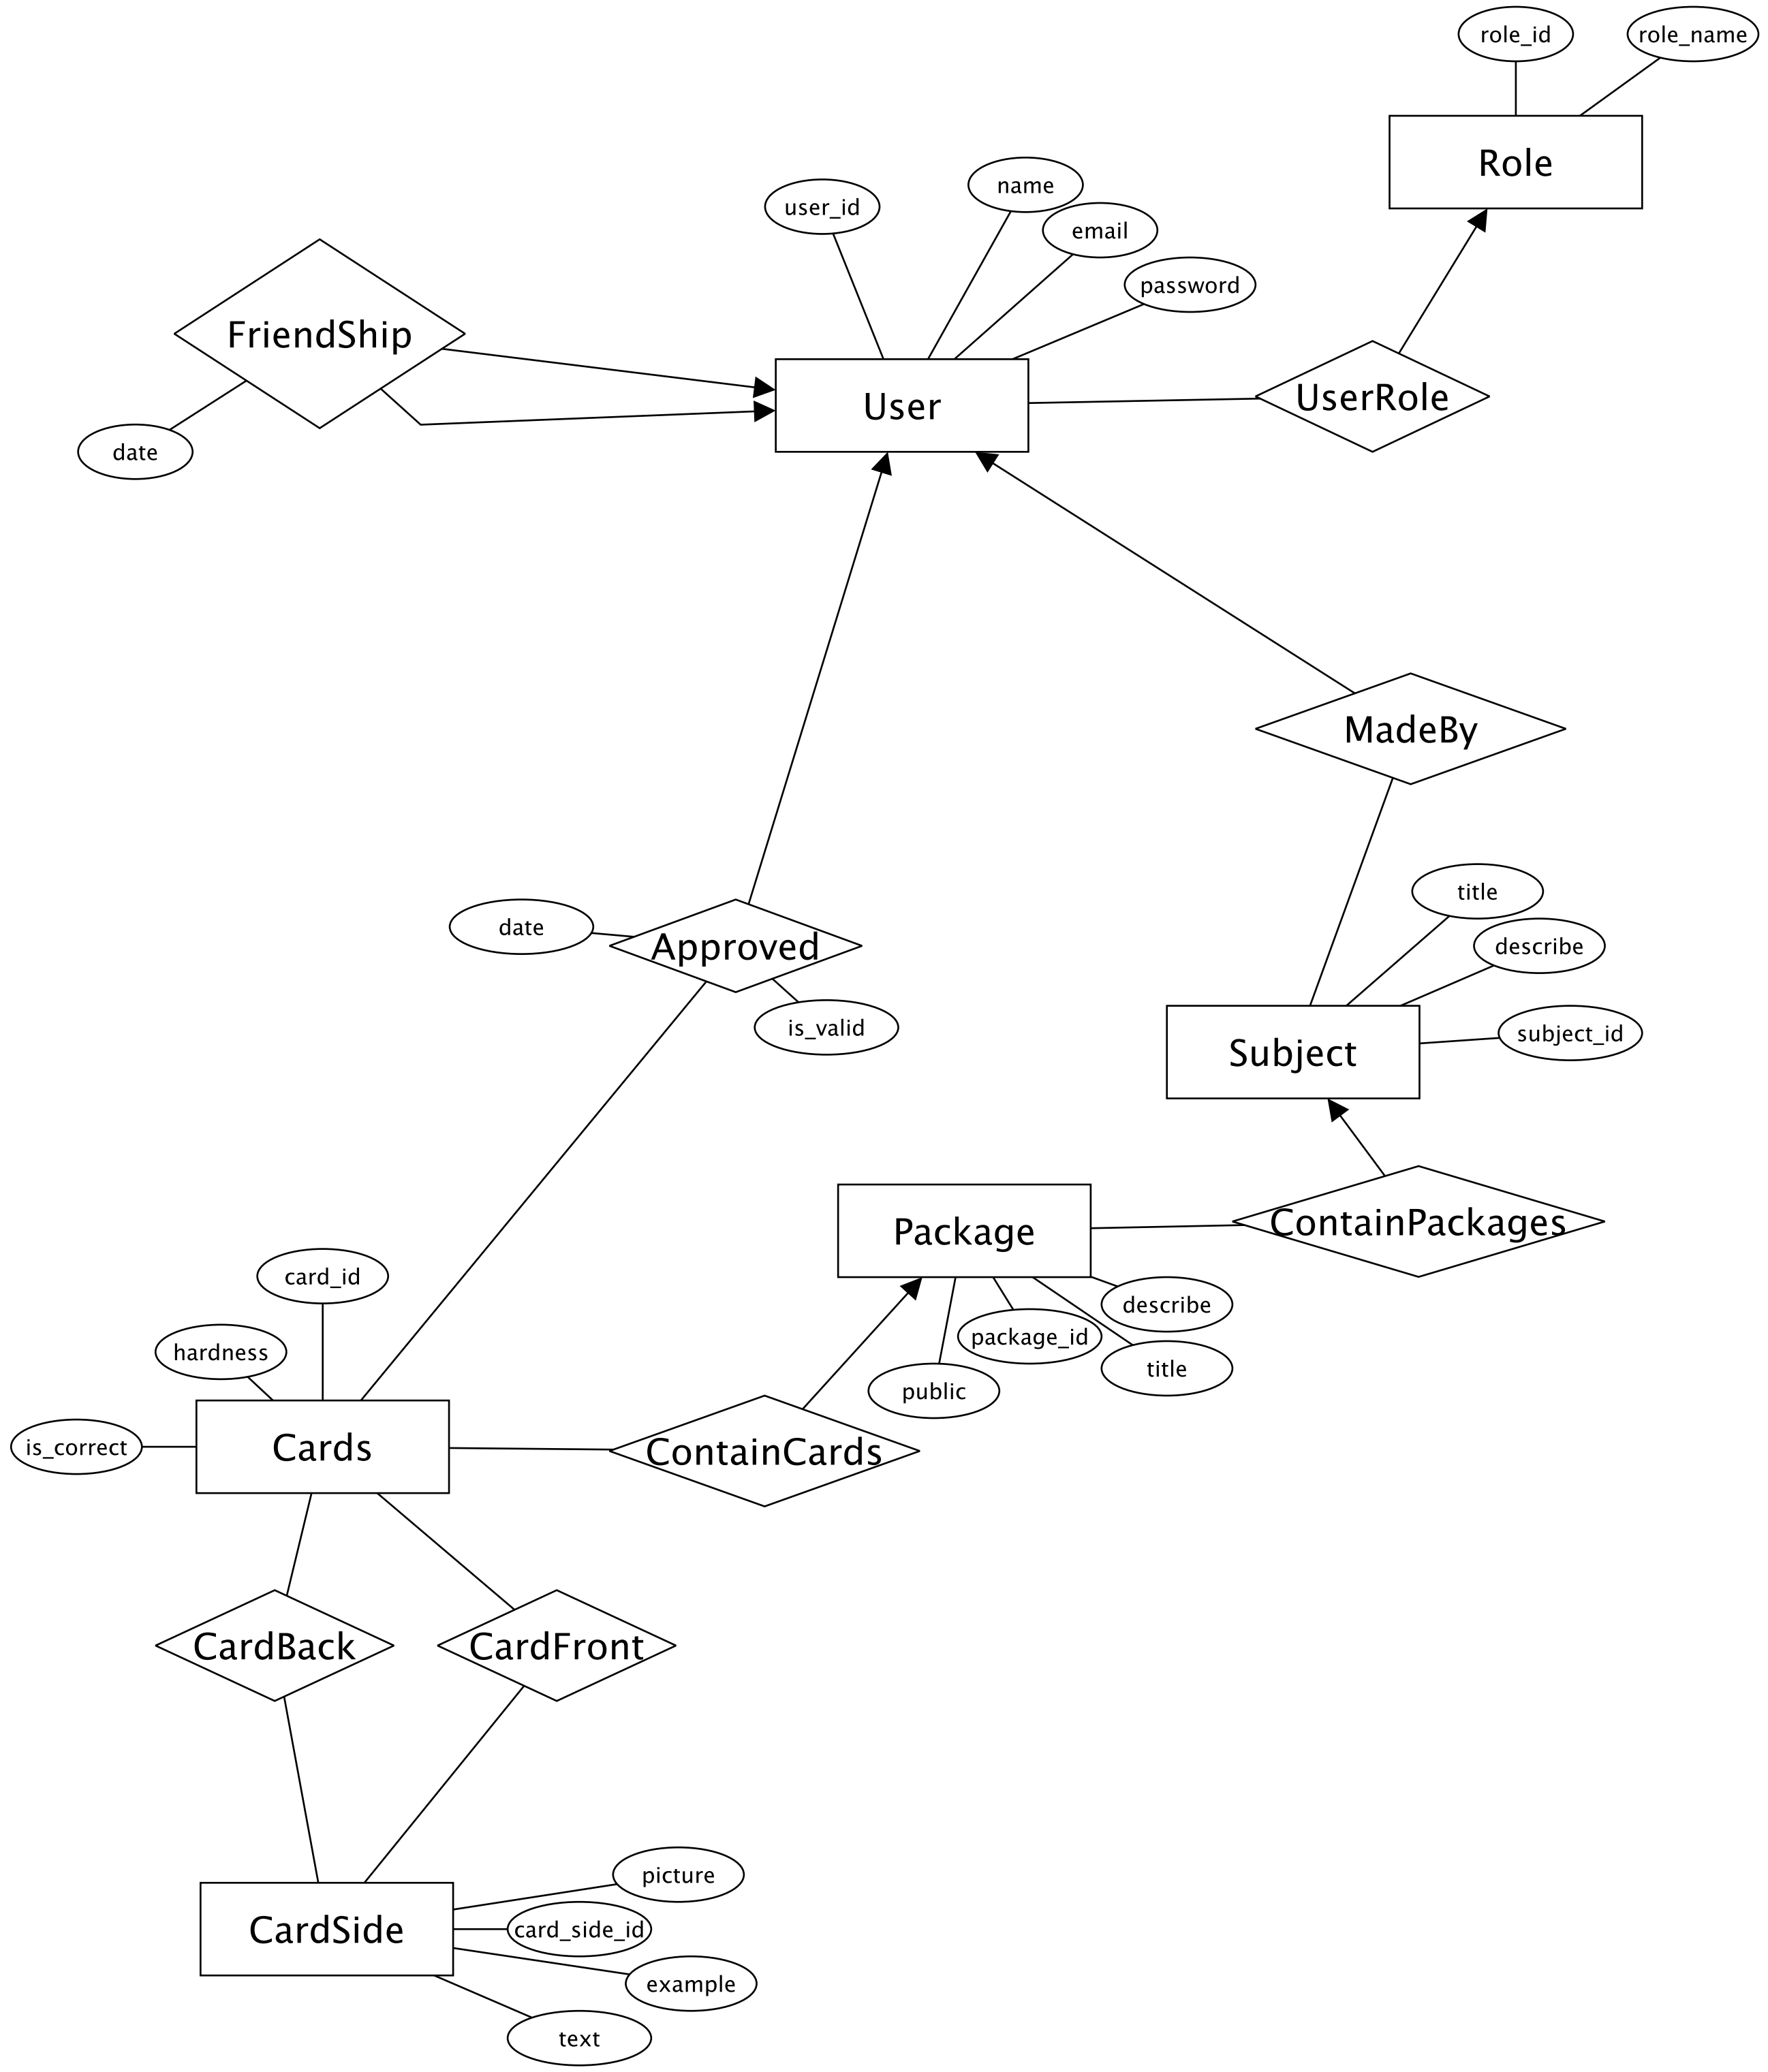 role_id
role_name
Role
name
user_id
email
password
FriendShip
User
UserRole
date
MadeBy
title
date
Approved
describe
is_valid
subject_id
Subject
Package
ContainPackages
card_id
describe
package_id
hardness
title
public
is_correct
Cards
ContainCards
CardBack
CardFront
picture
CardSide
card_side_id
example
text